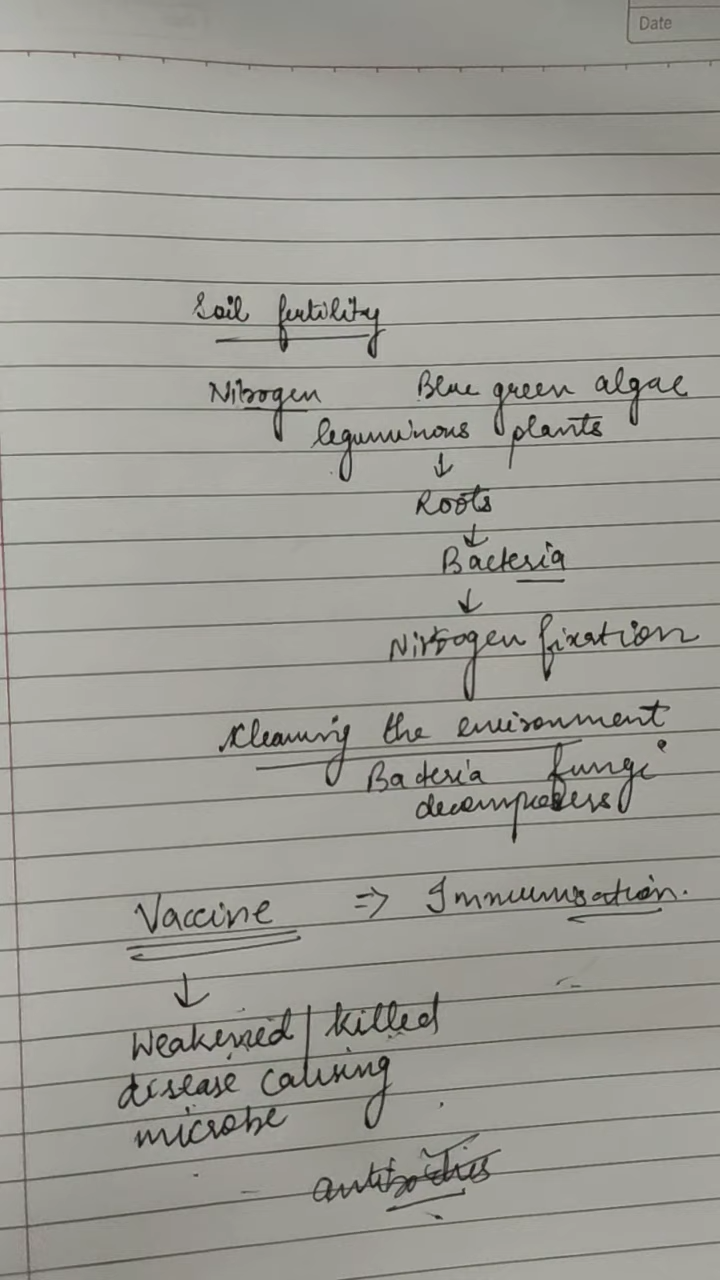 Date
Soil fertility
Nitrogen Blue green algae
leguminous plants
↓
Roots
↓
Bacteria
↓
Nitrogen fixation
Cleaning the environment
Bacteria fungi
decomposers
Vaccine ⇒ Immunisation.
↓
Weakened / killed
disease causing
microbe
antibodies